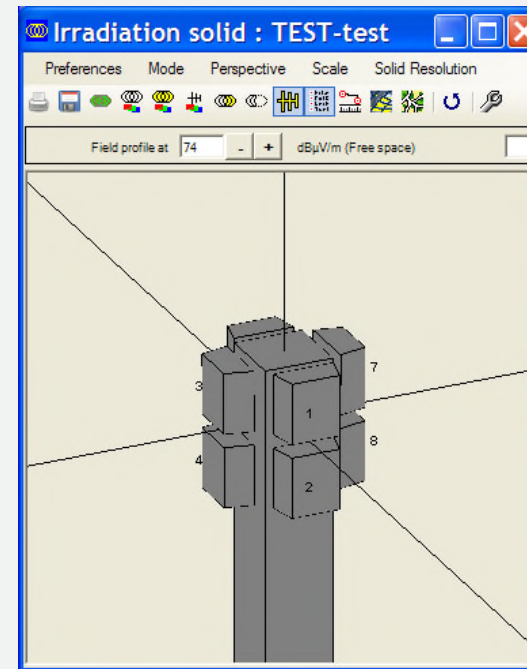 Irradiation solid : TEST-test
Preferences Mode Perspective Scale Solid Resolution
Field profile at 74 - + dBµV/m (Free space)
3
7
1
4
8
2